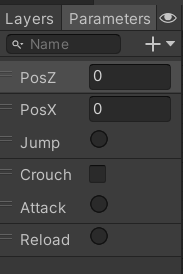 Layers Parameters
Name
PosZ 0
PosX 0
Jump
Crouch
Attack
Reload